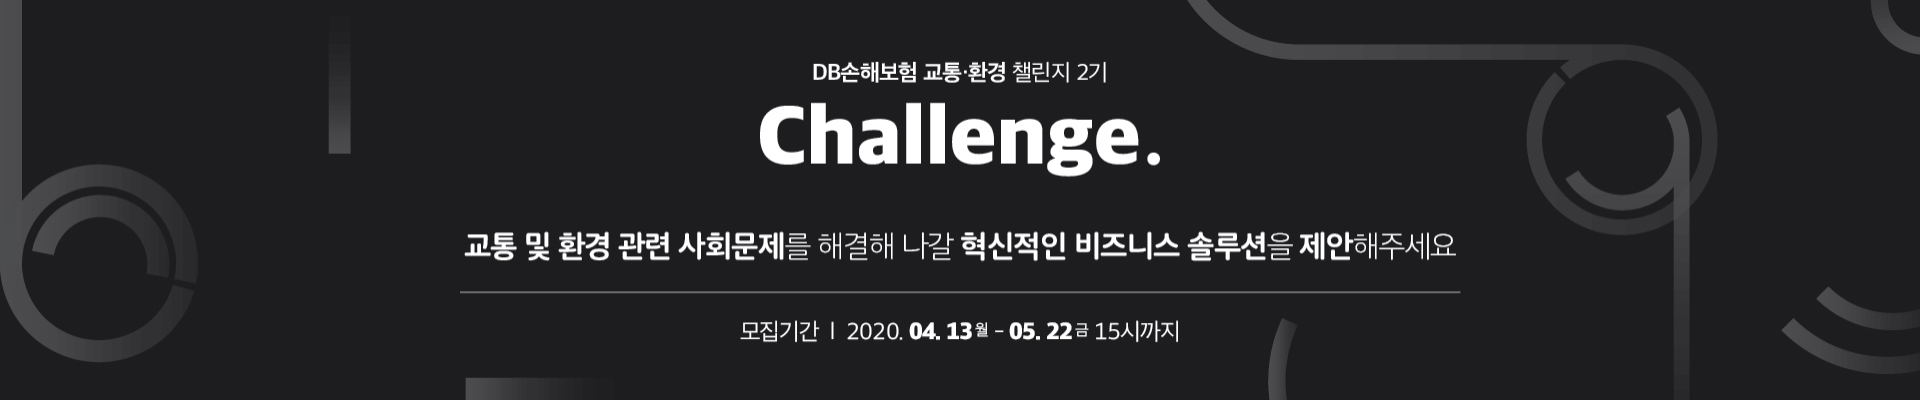 DB손해보험 교통·환경 챌린지 2기
Challenge.
교통 및 환경 관련 사회문제를 해결해 나갈 혁신적인 비즈니스 솔루션을 제안해주세요
모집기간 ㅣ 2020. 04. 13월 - 05. 22금 15시까지